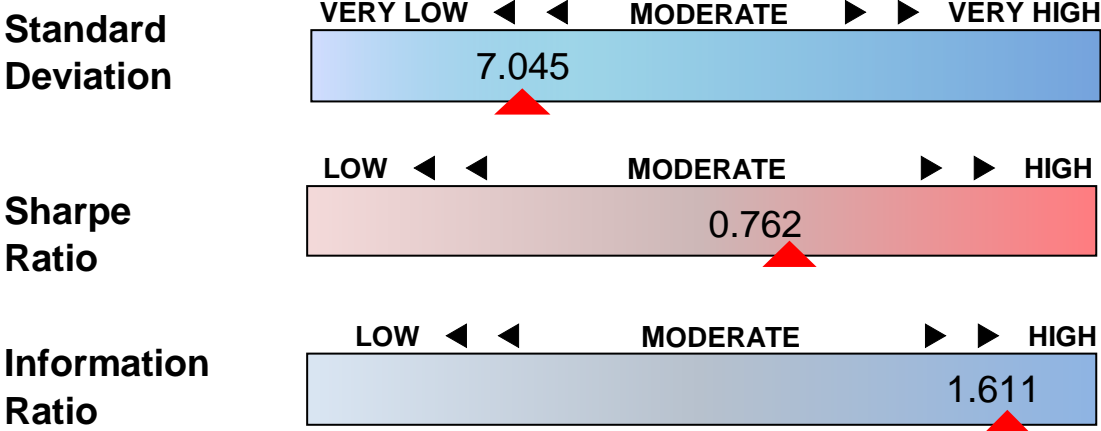 VERY LOW ◄ ◄ MODERATE ► ► VERY HIGH
Standard
Deviation
7.045
LOW ◄ ◄ MODERATE ► ► HIGH
Sharpe
Ratio
0.762
LOW ◄ ◄ MODERATE ► ► HIGH
Information
Ratio
1.611